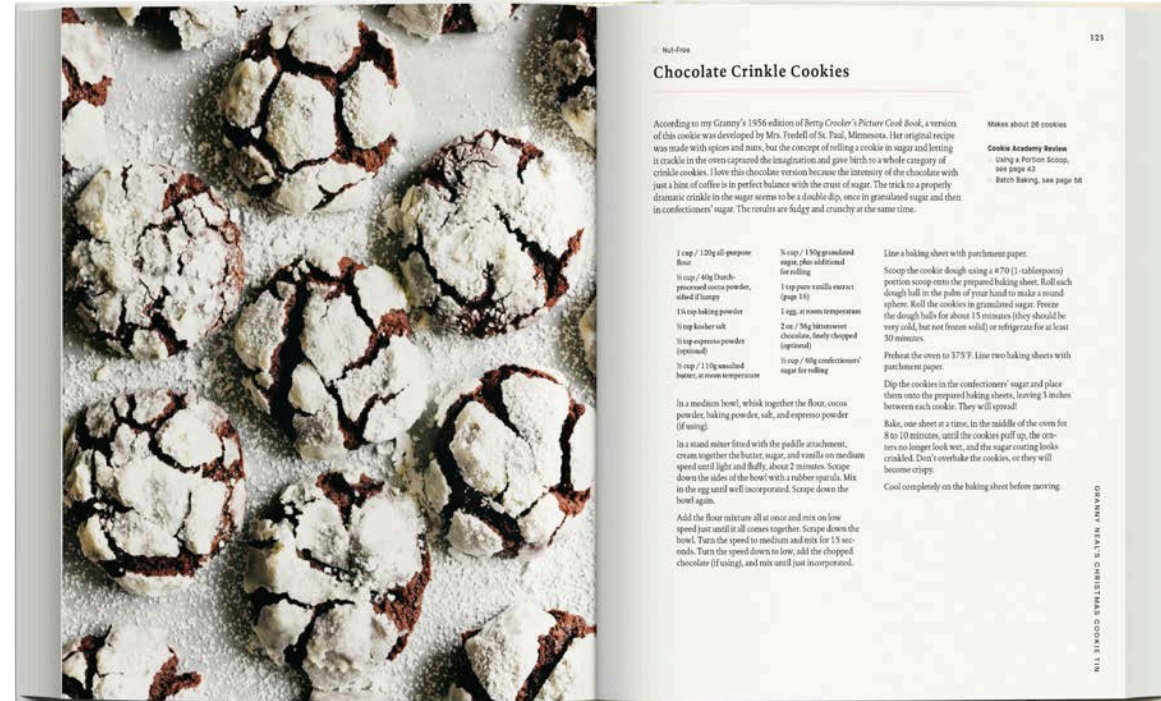 123
Nut-Free
Chocolate Crinkle Cookies
According to my Granny's 1956 edition of Betty Crocker's Picture Cook Book, a version
of this cookie was developed by Mrs. Fredell of St. Paul, Minnesota. Her original recipe
was made with spices and nuts, but the concept of rolling a cookie in sugar and letting
it crackle in the oven captured the imagination and gave birth to a whole category of
crinkle cookies. I love this chocolate version because the intensity of the chocolate with
just a hint of coffee is in perfect balance with the crust of sugar. The trick to a properly
dramatic crinkle in the sugar seems to be a double dip, once in granulated sugar and then
in confectioners' sugar. The results are fudgy and crunchy at the same time.
Makes about 26 cookies
Cookie Academy Review
Using a Portion Scoop,
see page 43
Batch Baking, see page 56
1 cup / 120g all-purpose
flour
½ cup / 40g Dutch-
processed cocoa powder,
sifted if lumpy
1¼ tsp baking powder
½ tsp kosher salt
½ tsp espresso powder
(optional)
½ cup / 110g unsalted
butter, at room temperature
¾ cup / 150g granulated
sugar, plus additional
for rolling
1 tsp pure vanilla extract
(page 16)
1 egg, at room temperature
2 oz / 56g bittersweet
chocolate, finely chopped
(optional)
½ cup / 60g confectioners'
sugar for rolling
In a medium bowl, whisk together the flour, cocoa
powder, baking powder, salt, and espresso powder
(if using).
In a stand mixer fitted with the paddle attachment,
cream together the butter, sugar, and vanilla on medium
speed until light and fluffy, about 2 minutes. Scrape
down the sides of the bowl with a rubber spatula. Mix
in the egg until well incorporated. Scrape down the
bowl again.
Add the flour mixture all at once and mix on low
speed just until it all comes together. Scrape down the
bowl. Turn the speed to medium and mix for 15 sec-
onds. Turn the speed down to low, add the chopped
chocolate (if using), and mix until just incorporated.
Line a baking sheet with parchment paper.
Scoop the cookie dough using a #70 (1-tablespoon)
portion scoop onto the prepared baking sheet. Roll each
dough ball in the palm of your hand to make a round
sphere. Roll the cookies in granulated sugar. Freeze
the dough balls for about 15 minutes (they should be
very cold, but not frozen solid) or refrigerate for at least
30 minutes.
Preheat the oven to 375°F. Line two baking sheets with
parchment paper.
Dip the cookies in the confectioners' sugar and place
them onto the prepared baking sheets, leaving 3 inches
between each cookie. They will spread!
Bake, one sheet at a time, in the middle of the oven for
8 to 10 minutes, until the cookies puff up, the cen-
ters no longer look wet, and the sugar coating looks
crinkled. Don't overbake the cookies, or they will
become crispy.
Cool completely on the baking sheet before moving.
GRANNY NEAL'S CHRISTMAS COOKIE TIN